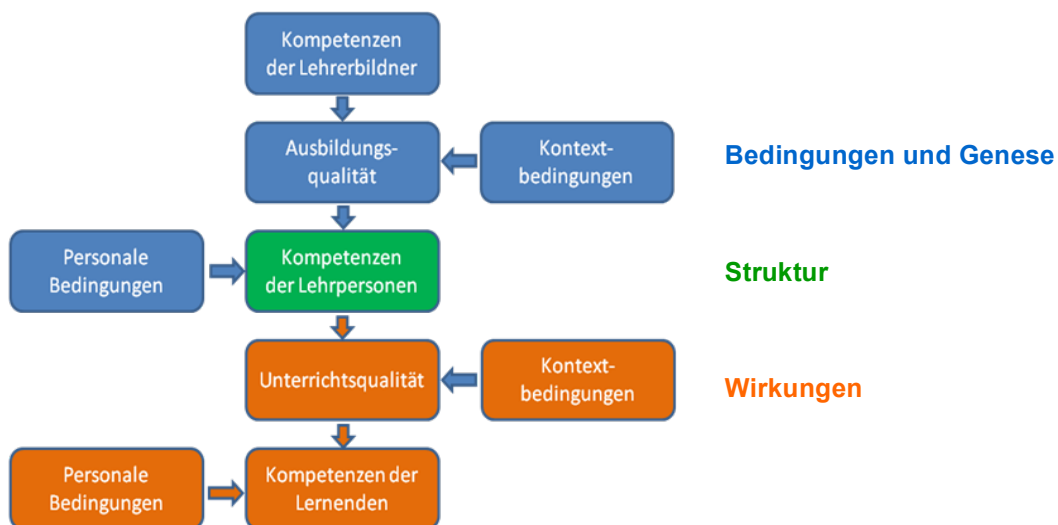 Kompetenzen
der Lehrerbildner
Ausbildungs-
qualität
Kontext-
bedingungen
Bedingungen und Genese
Personale
Bedingungen
Kompetenzen
der Lehrpersonen
Struktur
Unterrichtsqualität
Kontext-
bedingungen
Wirkungen
Personale
Bedingungen
Kompetenzen der
Lernenden